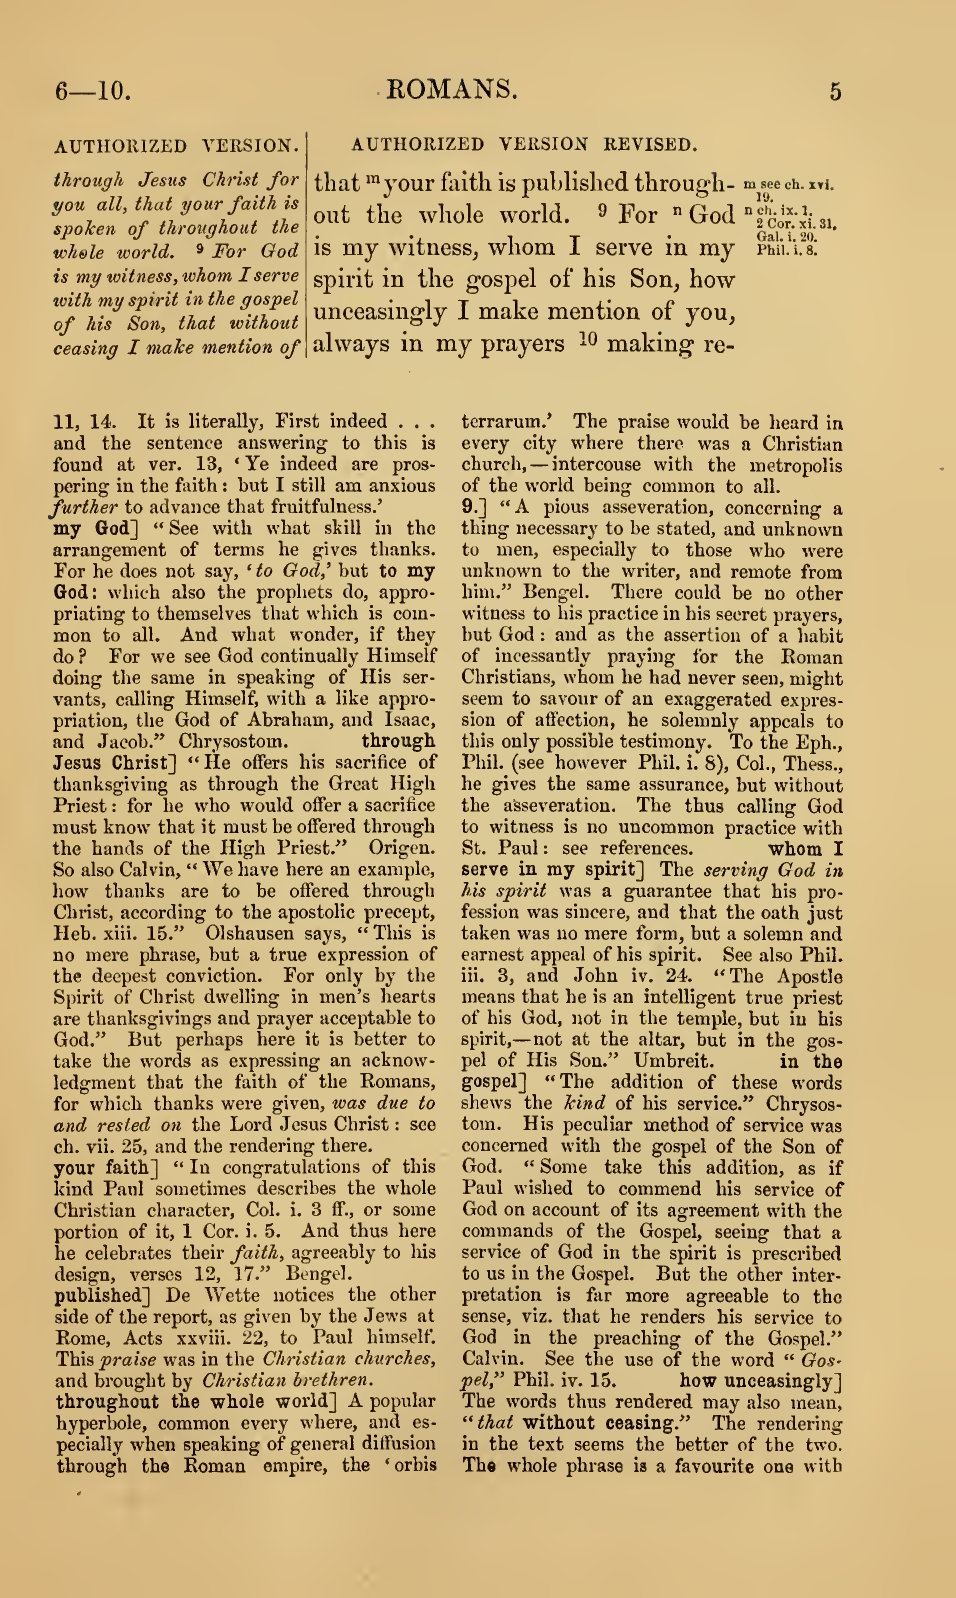 6—10.
ROMANS.
5
AUTHORIZED VERSION.
through Jesus Christ for
you all, that your faith is
spoken of throughout the
whole world. 9 For God
is my witness, whom I serve
with my spirit in the gospel
of his Son, that without
ceasing I make mention of
AUTHORIZED VERSION REVISED.
that m your faith is published through-
out the whole world. 9 For n God
is my witness, whom I serve in my
spirit in the gospel of his Son, how
unceasingly I make mention of you,
always in my prayers 10 making re-
m see ch. xvi.
19.
n ch. ix. 1.
2 Cor. xi. 31,
Gal. i. 20.
Phil. i. 8.
11, 14. It is literally, First indeed . . .
and the sentence answering to this is
found at ver. 13, ‘Ye indeed are pros-
pering in the faith : but I still am anxious
further to advance that fruitfulness.’
my God] “See with what skill in the
arrangement of terms he gives thanks.
For he does not say, ‘to God,’ but to my
God: which also the prophets do, appro-
priating to themselves that which is com-
mon to all. And what wonder, if they
do? For we see God continually Himself
doing the same in speaking of His ser-
vants, calling Himself, with a like appro-
priation, the God of Abraham, and Isaac,
and Jacob.” Chrysostom. through
Jesus Christ] “He offers his sacrifice of
thanksgiving as through the Great High
Priest: for he who would offer a sacrifice
must know that it must be offered through
the hands of the High Priest.” Origen.
So also Calvin, “We have here an example,
how thanks are to be offered through
Christ, according to the apostolic precept,
Heb. xiii. 15.” Olshausen says, “This is
no mere phrase, but a true expression of
the deepest conviction. For only by the
Spirit of Christ dwelling in men’s hearts
are thanksgivings and prayer acceptable to
God.” But perhaps here it is better to
take the words as expressing an acknow-
ledgment that the faith of the Romans,
for which thanks were given, was due to
and rested on the Lord Jesus Christ : see
ch. vii. 25, and the rendering there.
your faith] “In congratulations of this
kind Paul sometimes describes the whole
Christian character, Col. i. 3 ff., or some
portion of it, 1 Cor. i. 5. And thus here
he celebrates their faith, agreeably to his
design, verses 12, 17.” Bengel.
published] De Wette notices the other
side of the report, as given by the Jews at
Rome, Acts xxviii. 22, to Paul himself.
This praise was in the Christian churches,
and brought by Christian brethren.
throughout the whole world] A popular
hyperbole, common every where, and es-
pecially when speaking of general diffusion
through the Roman empire, the ‘orbis
terrarum.’ The praise would be heard in
every city where there was a Christian
church,—intercouse with the metropolis
of the world being common to all.
9.] “A pious asseveration, concerning a
thing necessary to be stated, and unknown
to men, especially to those who were
unknown to the writer, and remote from
him.” Bengel. There could be no other
witness to his practice in his secret prayers,
but God : and as the assertion of a habit
of incessantly praying for the Roman
Christians, whom he had never seen, might
seem to savour of an exaggerated expres-
sion of affection, he solemnly appeals to
this only possible testimony. To the Eph.,
Phil. (see however Phil. i. 8), Col., Thess.,
he gives the same assurance, but without
the asseveration. The thus calling God
to witness is no uncommon practice with
St. Paul: see references. whom I
serve in my spirit] The serving God in
his spirit was a guarantee that his pro-
fession was sincere, and that the oath just
taken was no mere form, but a solemn and
earnest appeal of his spirit. See also Phil.
iii. 3, and John iv. 24. “The Apostle
means that he is an intelligent true priest
of his God, not in the temple, but in his
spirit,—not at the altar, but in the gos-
pel of His Son.” Umbreit. in the
gospel] “The addition of these words
shews the kind of his service.” Chrysos-
tom. His peculiar method of service was
concerned with the gospel of the Son of
God. “Some take this addition, as if
Paul wished to commend his service of
God on account of its agreement with the
commands of the Gospel, seeing that a
service of God in the spirit is prescribed
to us in the Gospel. But the other inter-
pretation is far more agreeable to the
sense, viz. that he renders his service to
God in the preaching of the Gospel.”
Calvin. See the use of the word “Gos-
pel,” Phil. iv. 15. how unceasingly]
The words thus rendered may also mean,
“that without ceasing.” The rendering
in the text seems the better of the two.
The whole phrase is a favourite one with